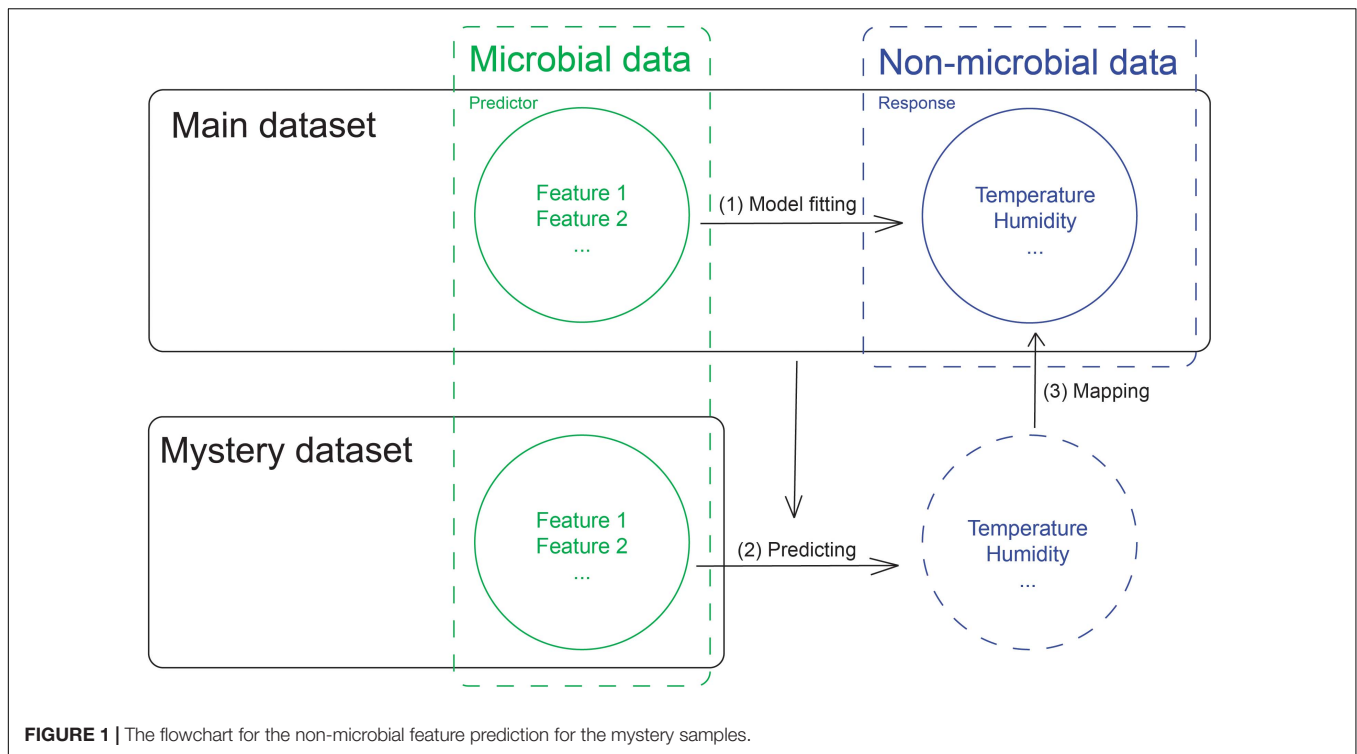 Microbial data
Non-microbial data
Predictor
Response
Main dataset
Feature 1
Feature 2
...
(1) Model fitting
Temperature
Humidity
...
(3) Mapping
Mystery dataset
Feature 1
Feature 2
...
(2) Predicting
Temperature
Humidity
...
FIGURE 1 | The flowchart for the non-microbial feature prediction for the mystery samples.